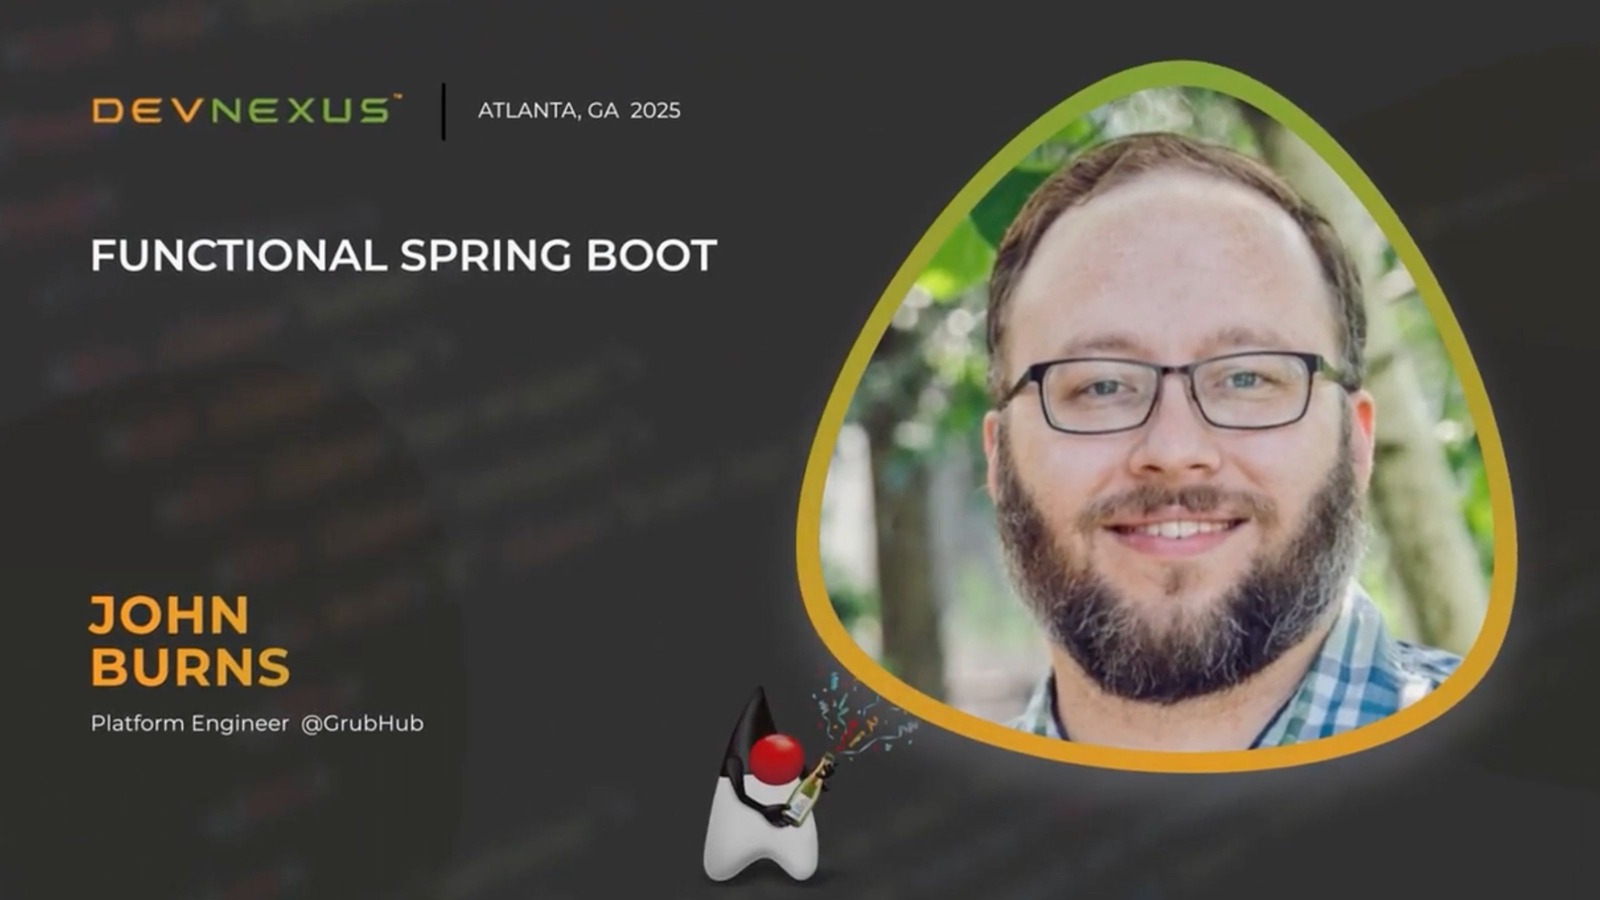 DEVNEXUS™
ATLANTA, GA 2025
FUNCTIONAL SPRING BOOT
JOHN
BURNS
Platform Engineer @GrubHub